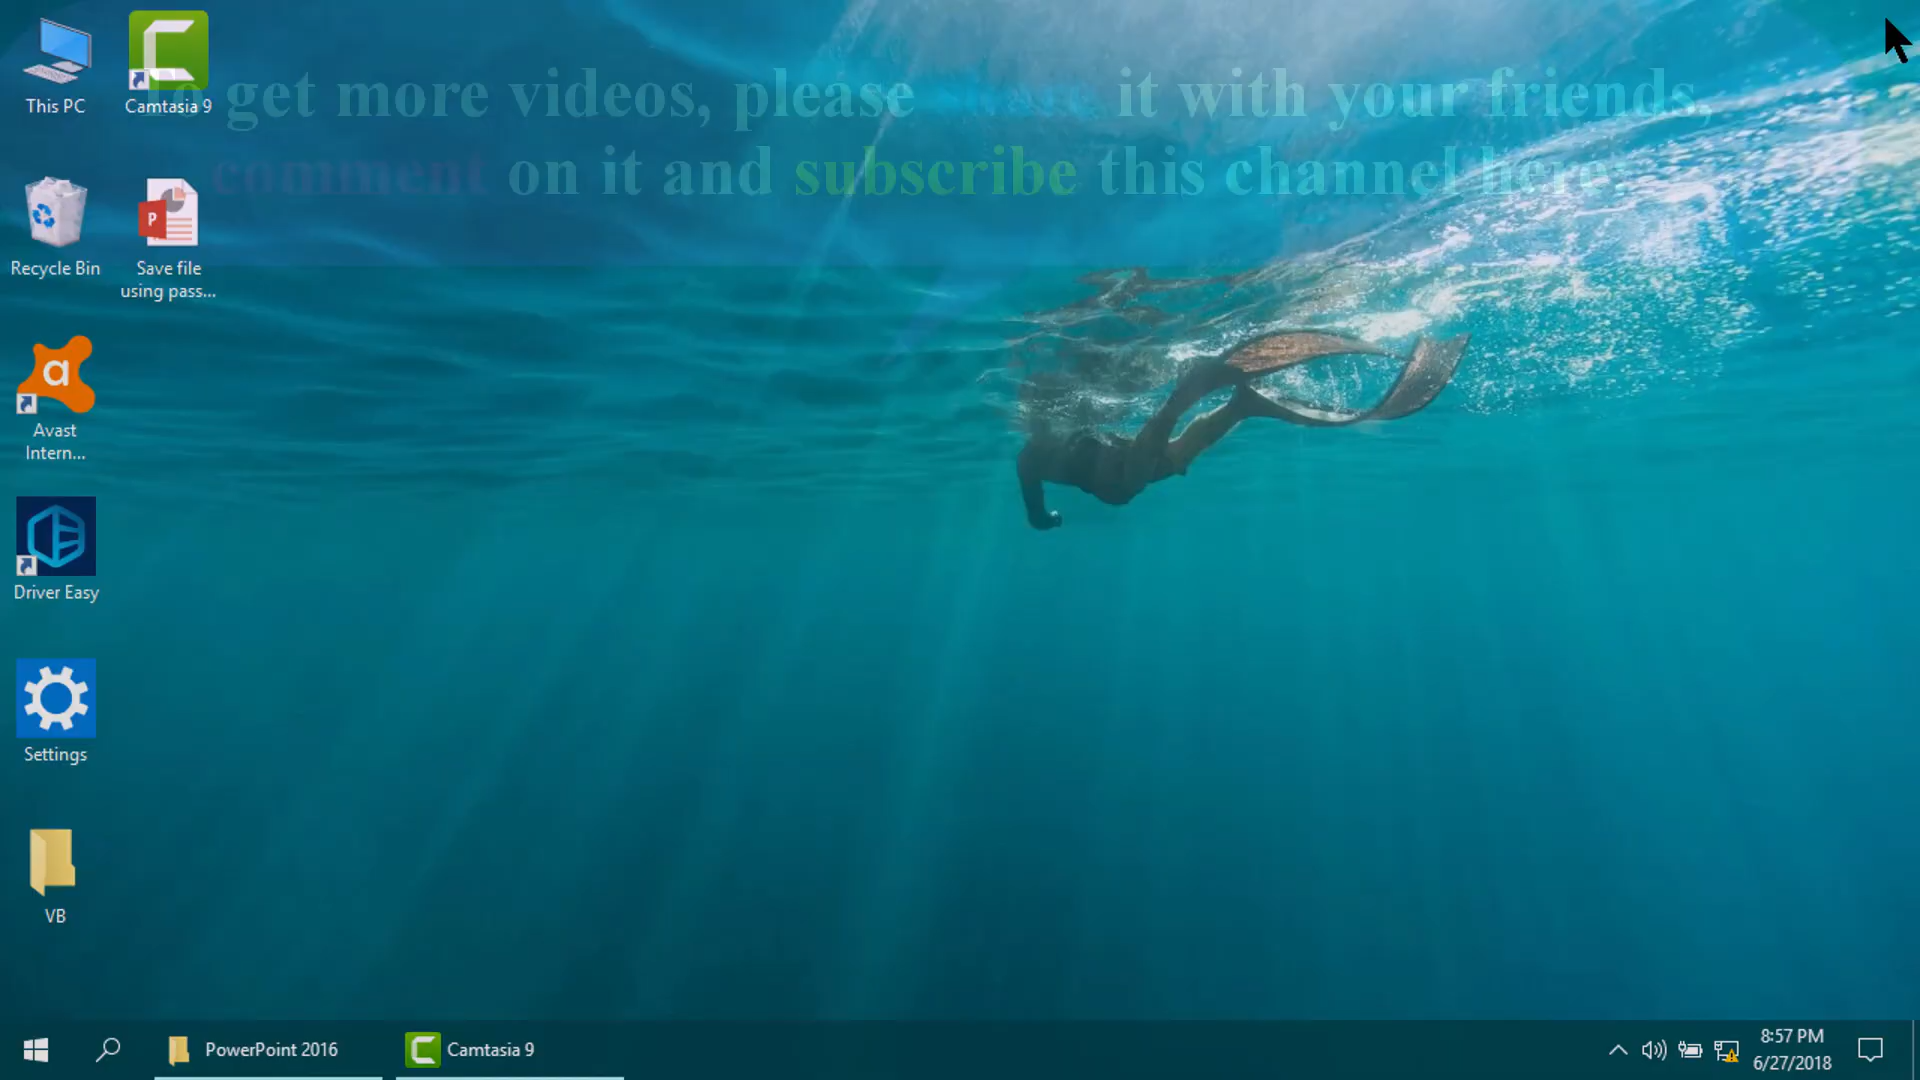 To get more videos, please it with your friends,
comment on it and subscribe this channel here:
This PC
Camtasia 9
Recycle Bin
Save file
using pass...
Avast
Intern...
Driver Easy
Settings
VB
PowerPoint 2016
Camtasia 9
8:57 PM
6/27/2018